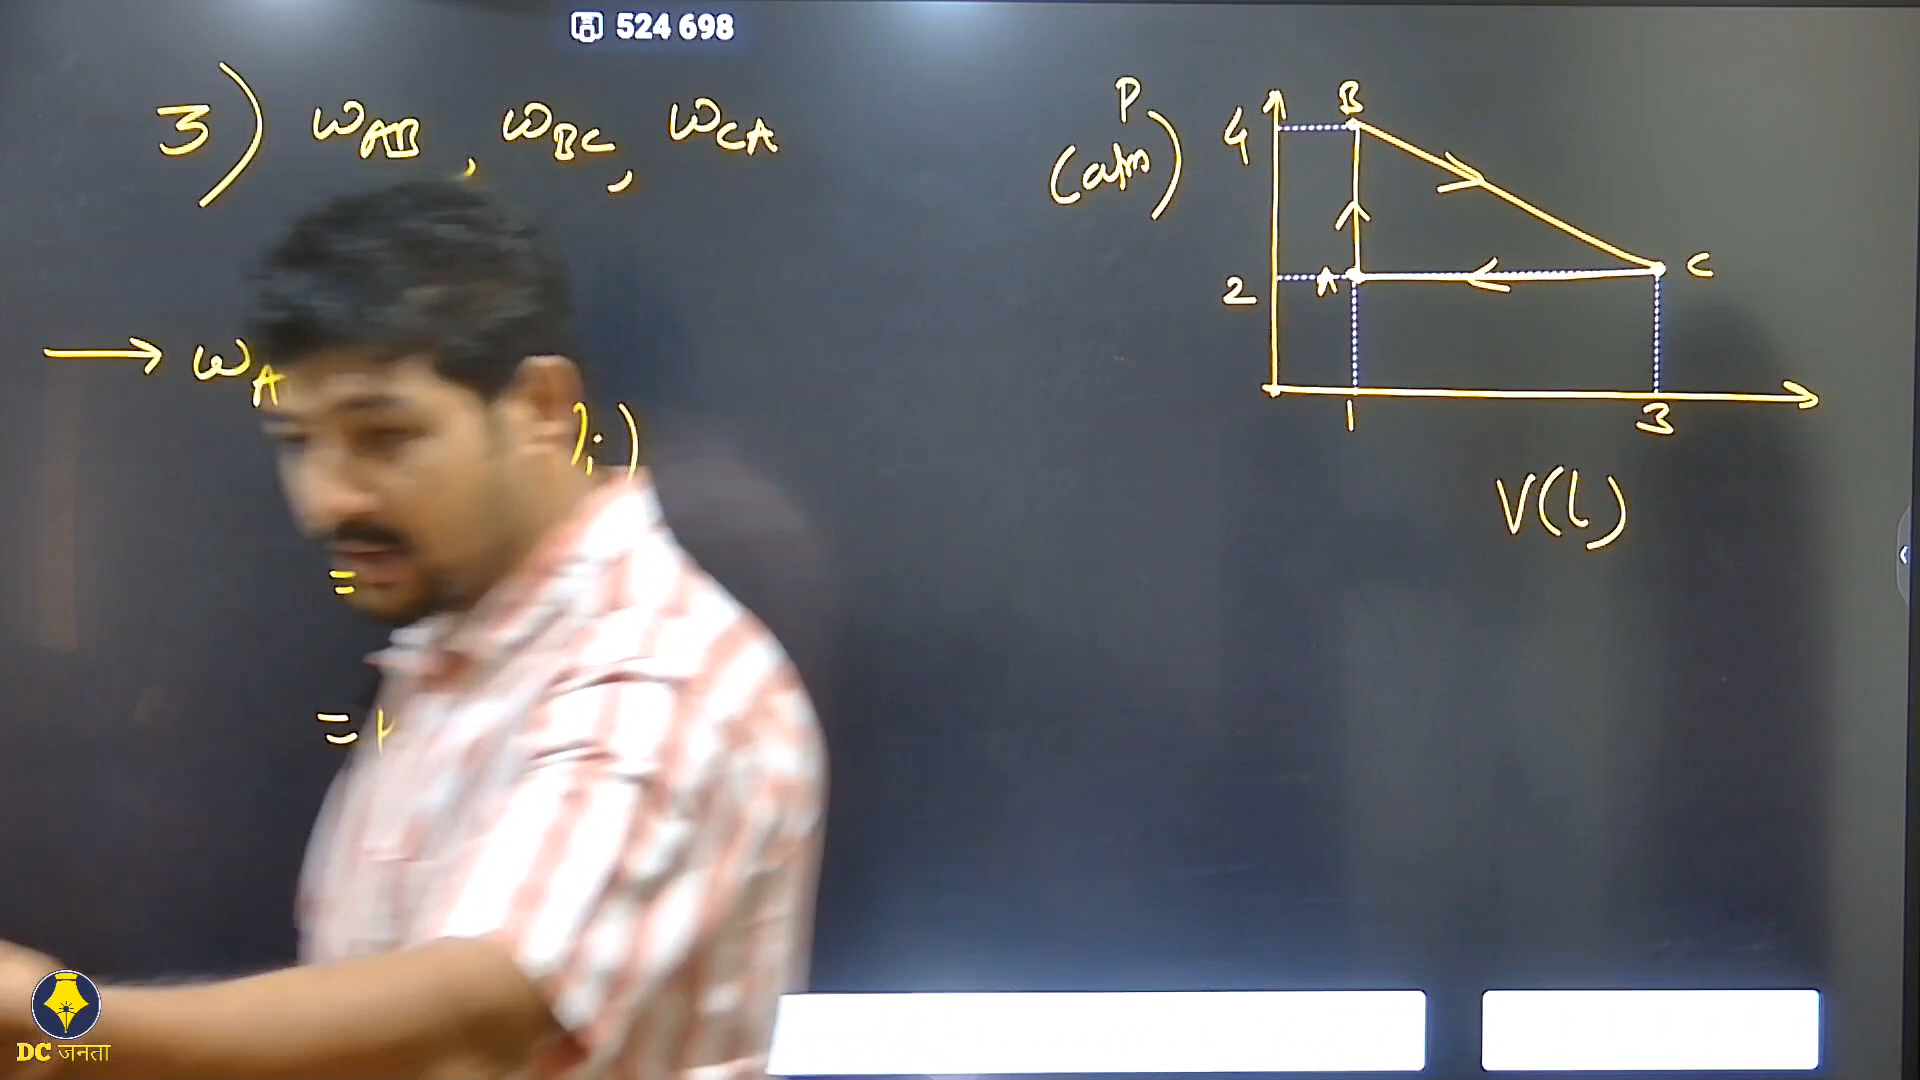 524 698
3) W_AB, W_BC, W_CA
P
(atm)
4
B
2
A
C
1
3
V(l)
→ W_A
i)
=
= +
DC जनता